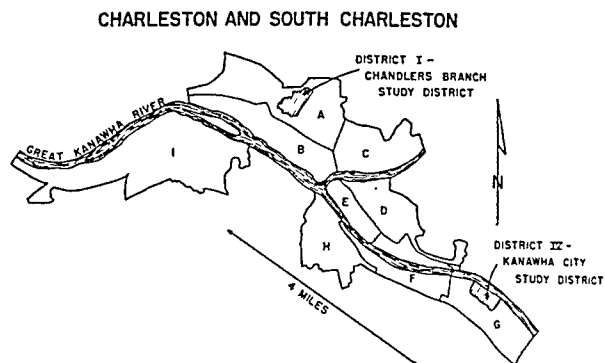 CHARLESTON AND SOUTH CHARLESTON
DISTRICT I -
CHANDLERS BRANCH
STUDY DISTRICT
A
GREAT KANAWHA RIVER
B
C
I
N
E
D
H
DISTRICT IV -
KANAWHA CITY
STUDY DISTRICT
F
4 MILES
G